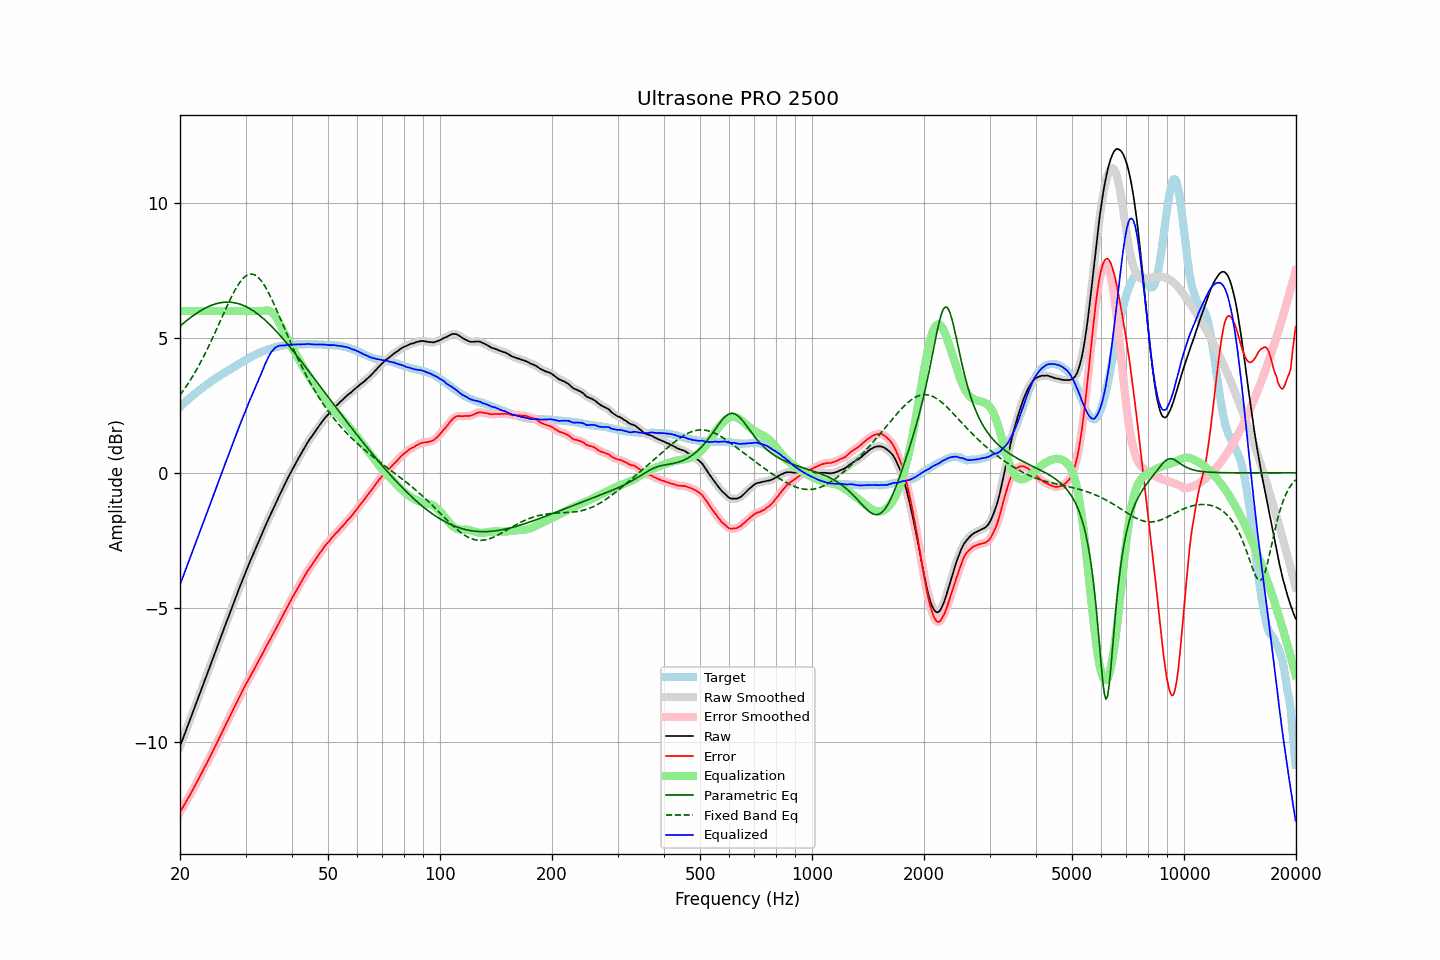 Ultrasone PRO 2500
Amplitude (dBr)
10
5
0
−5
−10
20
50
100
200
500
1000
2000
5000
10000
20000
Frequency (Hz)
Target
Raw Smoothed
Error Smoothed
Raw
Error
Equalization
Parametric Eq
Fixed Band Eq
Equalized